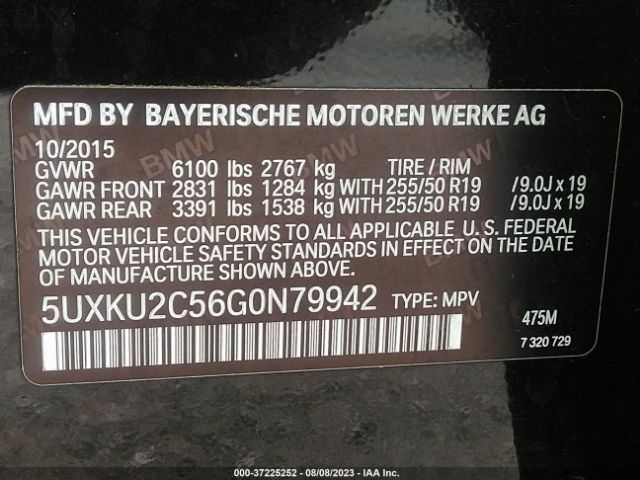 MFD BY BAYERISCHE MOTOREN WERKE AG
10/2015
GVWR 6100 lbs 2767 kg TIRE / RIM
GAWR FRONT 2831 lbs 1284 kg WITH 255/50 R19 /9.0J x 19
GAWR REAR 3391 lbs 1538 kg WITH 255/50 R19 /9.0J x 19
THIS VEHICLE CONFORMS TO ALL APPLICABLE U.S. FEDERAL
MOTOR VEHICLE SAFETY STANDARDS IN EFFECT ON THE DATE
OF MANUFACTURE SHOWN ABOVE.
5UXKU2C56G0N79942 TYPE: MPV
475M
7 320 729
000-37225252 - 08/08/2023 - IAA Inc.